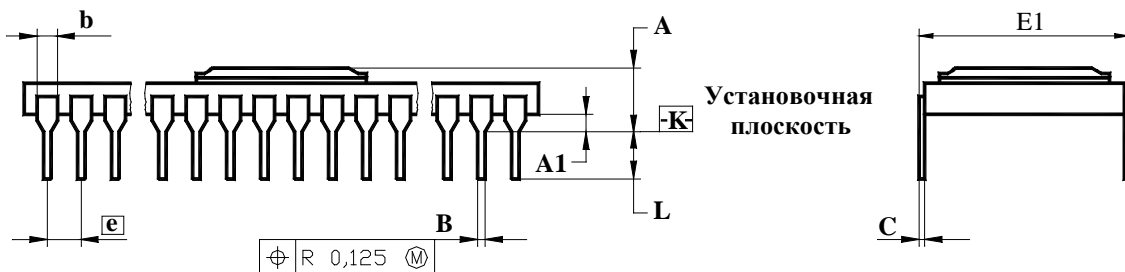 b
A
E1
-K-
Установочная
плоскость
A1
L
e
B
C
⌖ R 0,125 Ⓜ